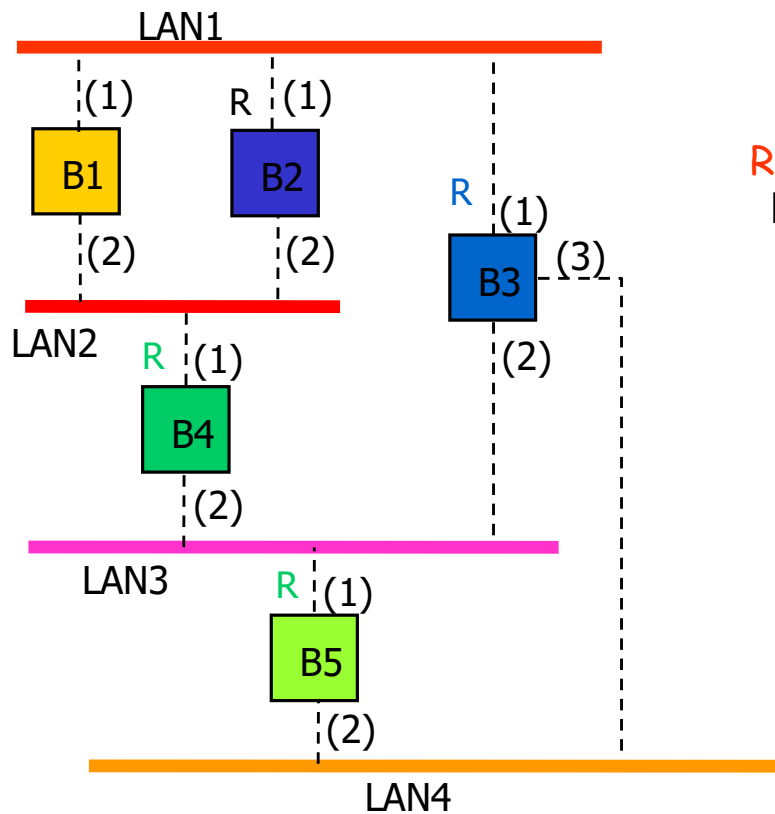 LAN1
(1)
R (1)
B1
B2
R
R
(1)
(2)
(2)
B3
(3)
LAN2
R (1)
(2)
B4
(2)
LAN3
R (1)
B5
(2)
LAN4